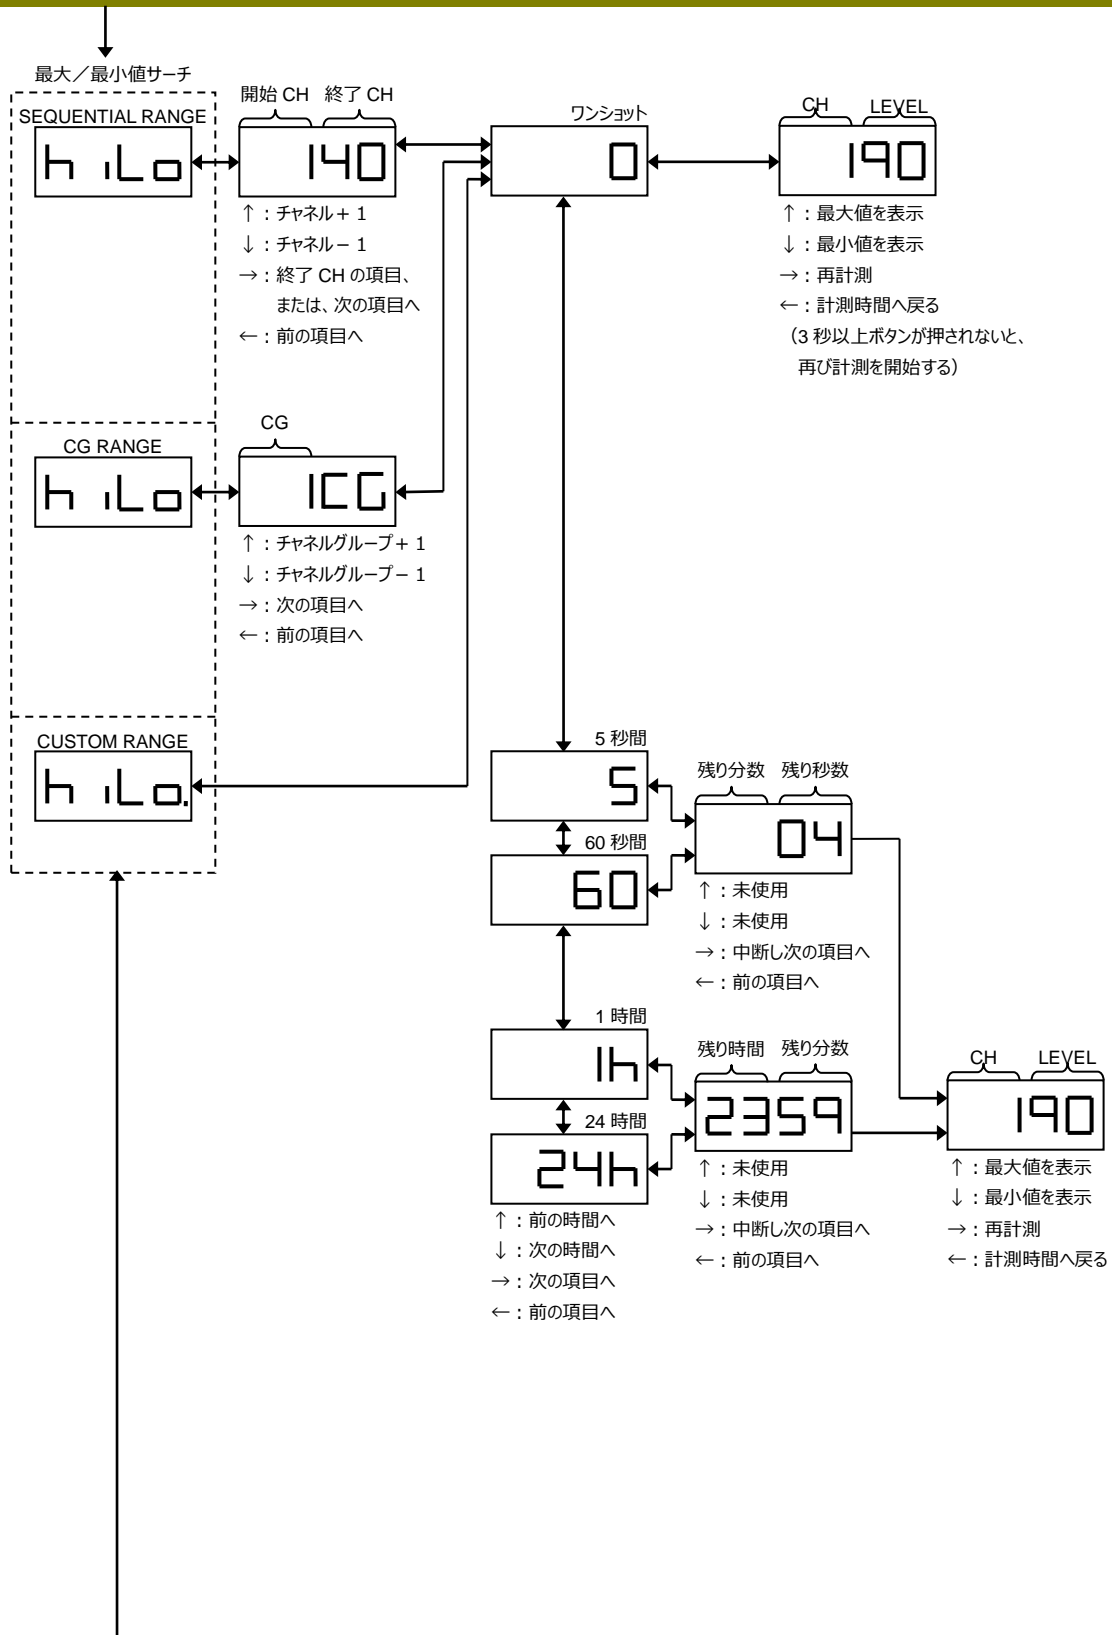 最大／最小値サーチ
SEQUENTIAL RANGE
hiLo
開始 CH 終了 CH
140
↑：チャネル＋ 1
↓：チャネル－ 1
→：終了 CH の項目、
または、次の項目へ
←：前の項目へ
ワンショット
0
CH LEVEL
190
↑：最大値を表示
↓：最小値を表示
→：再計測
←：計測時間へ戻る
（3 秒以上ボタンが押されないと、
再び計測を開始する）
CG RANGE
hiLo
CG
1CG
↑：チャネルグループ＋ 1
↓：チャネルグループ－ 1
→：次の項目へ
←：前の項目へ
CUSTOM RANGE
hiLo.
5 秒間
5
60 秒間
60
残り分数 残り秒数
04
↑：未使用
↓：未使用
→：中断し次の項目へ
←：前の項目へ
1 時間
1h
24 時間
24h
↑：前の時間へ
↓：次の時間へ
→：次の項目へ
←：前の項目へ
残り時間 残り分数
2359
↑：未使用
↓：未使用
→：中断し次の項目へ
←：前の項目へ
CH LEVEL
190
↑：最大値を表示
↓：最小値を表示
→：再計測
←：計測時間へ戻る